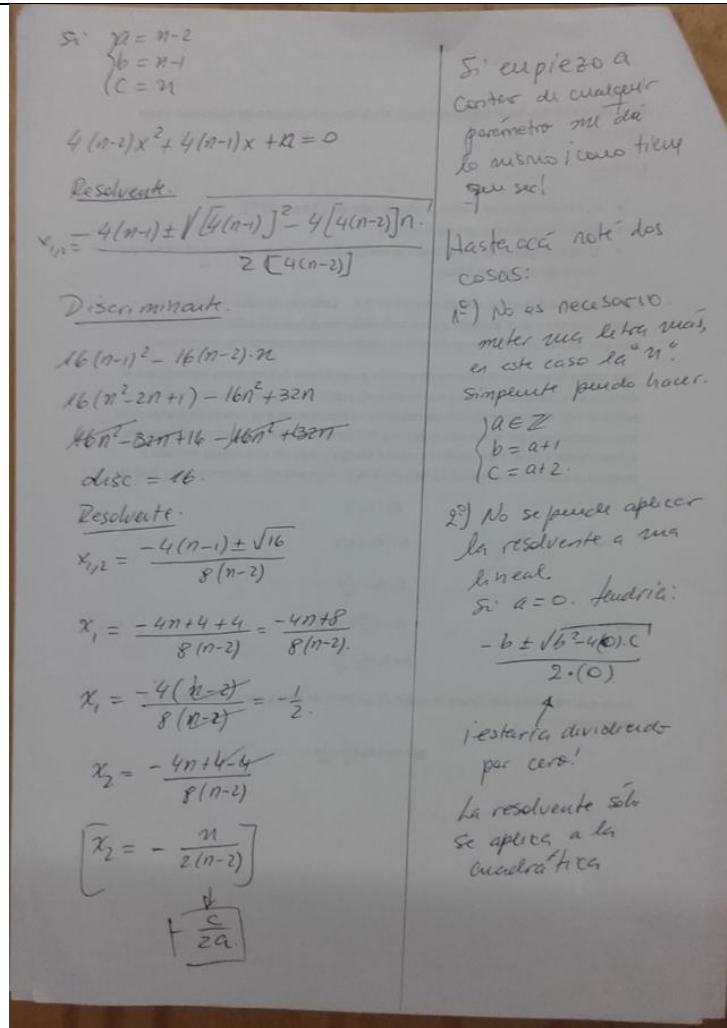 Si a = n-2
b = n-1
c = n
4(n-2)x² + 4(n-1)x + n = 0
Resolvente.
x₁,₂ = -4(n-1) ± √[4(n-1)]² - 4[4(n-2)]n.
2[4(n-2)]
Discriminante.
16(n-1)² - 16(n-2).n
16(n²-2n+1) - 16n² + 32n
16n² - 32n + 16 - 16n² + 32n
disc = 16.
Resolvente.
x₁,₂ = -4(n-1) ± √16
8(n-2)
x₁ = -4n+4+4 = -4n+8
8(n-2) 8(n-2).
x₁ = -4(n-2) = -1
8(n-2) 2.
x₂ = -4n+4-4
8(n-2)
x₂ = - n
2(n-2)
- c
2a.
Si empiezo a
contar de cualquier
parámetro me da
lo mismo ¡como tiene
que ser!
Hasta acá noté dos
cosas:
1º) No es necesario
meter una letra más,
en este caso la "n".
simpente puedo hacer.
a ∈ Z
b = a+1
c = a+2.
2º) No se puede aplicar
la resolvente a una
lineal.
Si a=0. tendría:
-b ± √b²-4(0).c
2.(0)
¡estaría dividiendo
por cero!
La resolvente sólo
se aplica a la
cuadrática